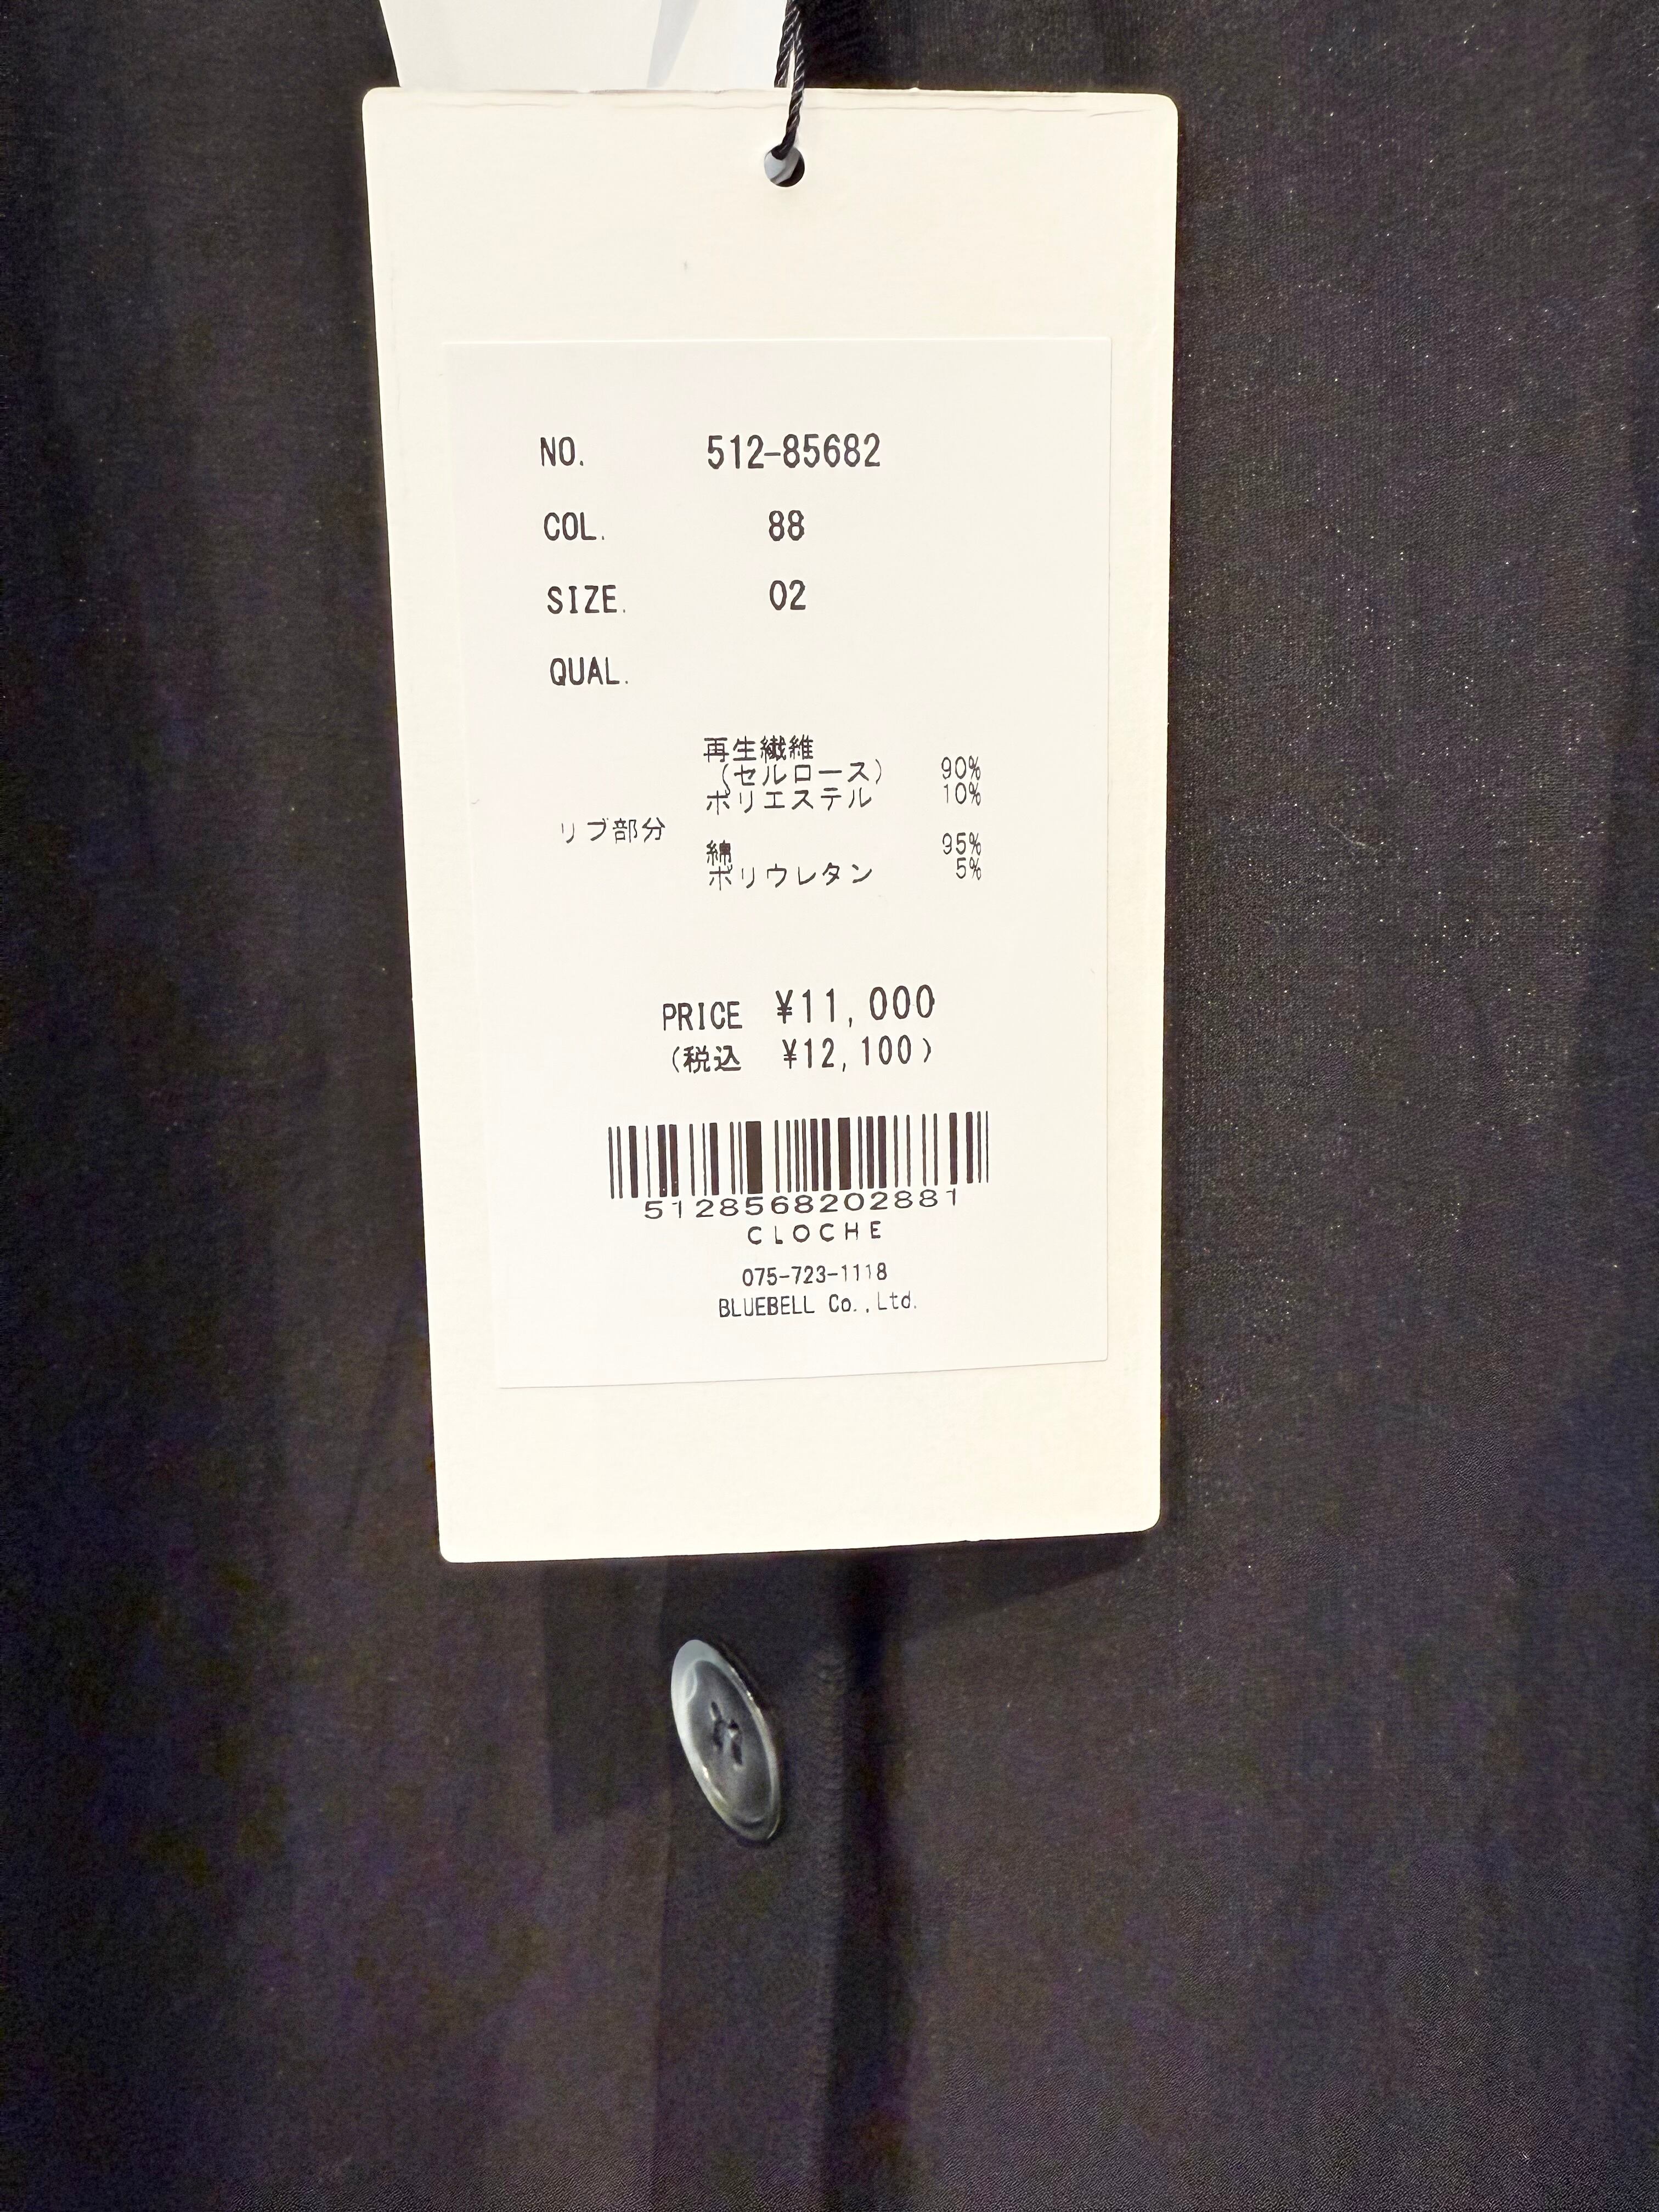 NO. 512-85682
COL. 88
SIZE. 02
QUAL.
再生繊維
(セルロース) 90%
ポリエステル 10%
リブ部分
綿 95%
ポリウレタン 5%
PRICE ¥11,000
(税込 ¥12,100)
5128568202881
CLOCHE
075-723-1118
BLUEBELL Co.,Ltd.